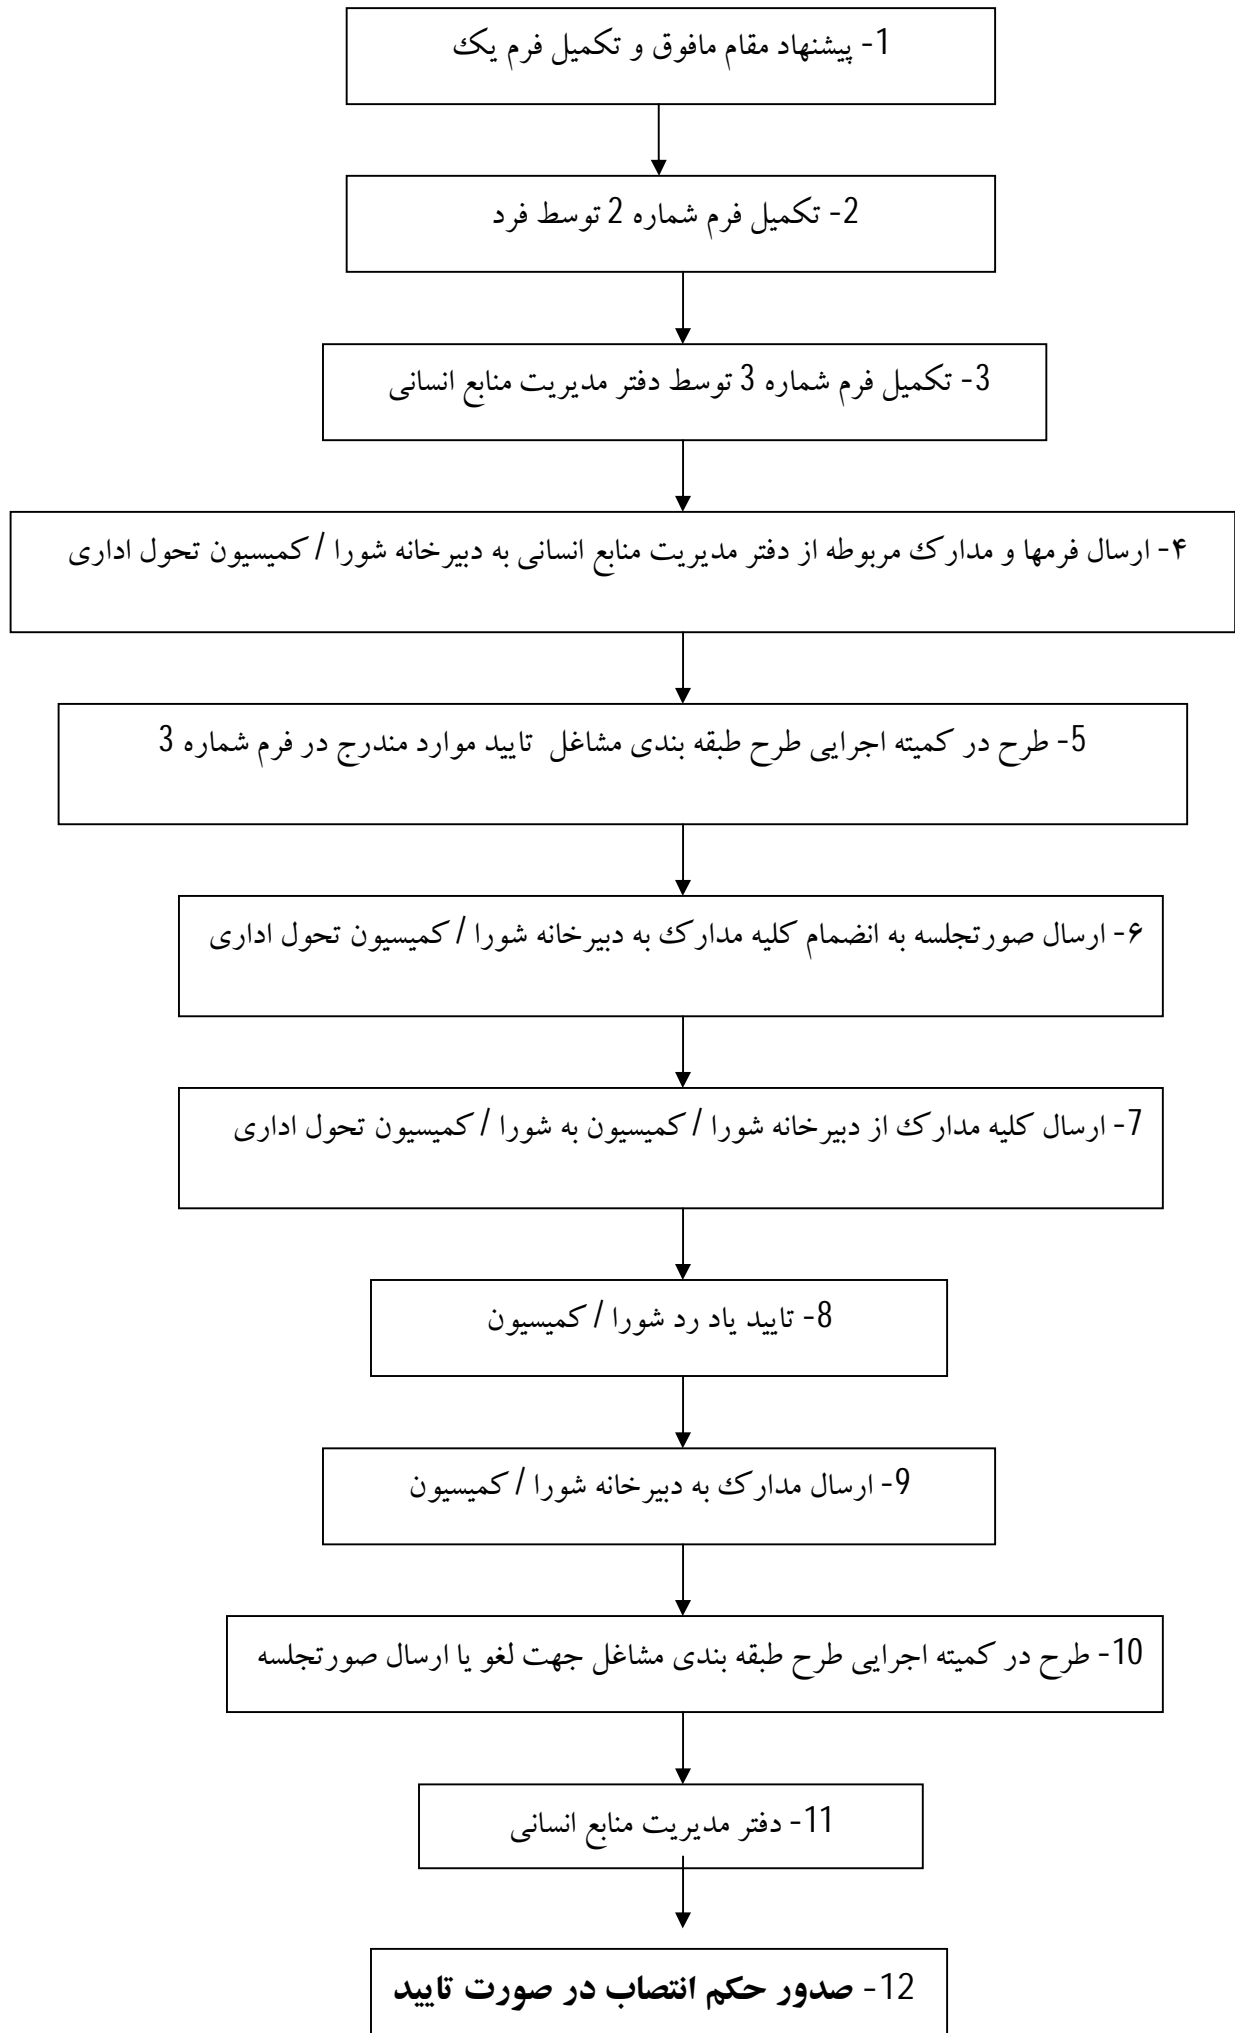 1- پیشنهاد مقام مافوق و تکمیل فرم یک
2- تکمیل فرم شماره 2 توسط فرد
3- تکمیل فرم شماره 3 توسط دفتر مدیریت منابع انسانی
۴- ارسال فرمها و مدارک مربوطه از دفتر مدیریت منابع انسانی به دبیرخانه شورا / کمیسیون تحول اداری
5- طرح در کمیته اجرایی طرح طبقه بندی مشاغل تایید موارد مندرج در فرم شماره 3
۶- ارسال صورتجلسه به انضمام کلیه مدارک به دبیرخانه شورا / کمیسیون تحول اداری
7- ارسال کلیه مدارک از دبیرخانه شورا / کمیسیون به شورا / کمیسیون تحول اداری
8- تایید یاد رد شورا / کمیسیون
9- ارسال مدارک به دبیرخانه شورا / کمیسیون
10- طرح در کمیته اجرایی طرح طبقه بندی مشاغل جهت لغو یا ارسال صورتجلسه
11- دفتر مدیریت منابع انسانی
12- صدور حکم انتصاب در صورت تایید